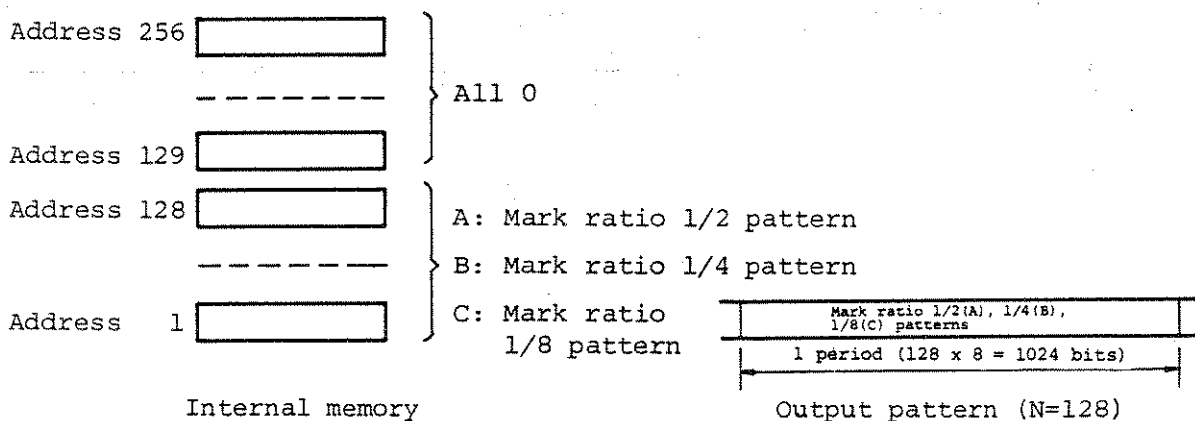 Address 256
All 0
Address 129
Address 128
A: Mark ratio 1/2 pattern
B: Mark ratio 1/4 pattern
Address 1
C: Mark ratio
1/8 pattern
Mark ratio 1/2(A), 1/4(B),
1/8(C) patterns
1 period (128 x 8 = 1024 bits)
Internal memory
Output pattern (N=128)